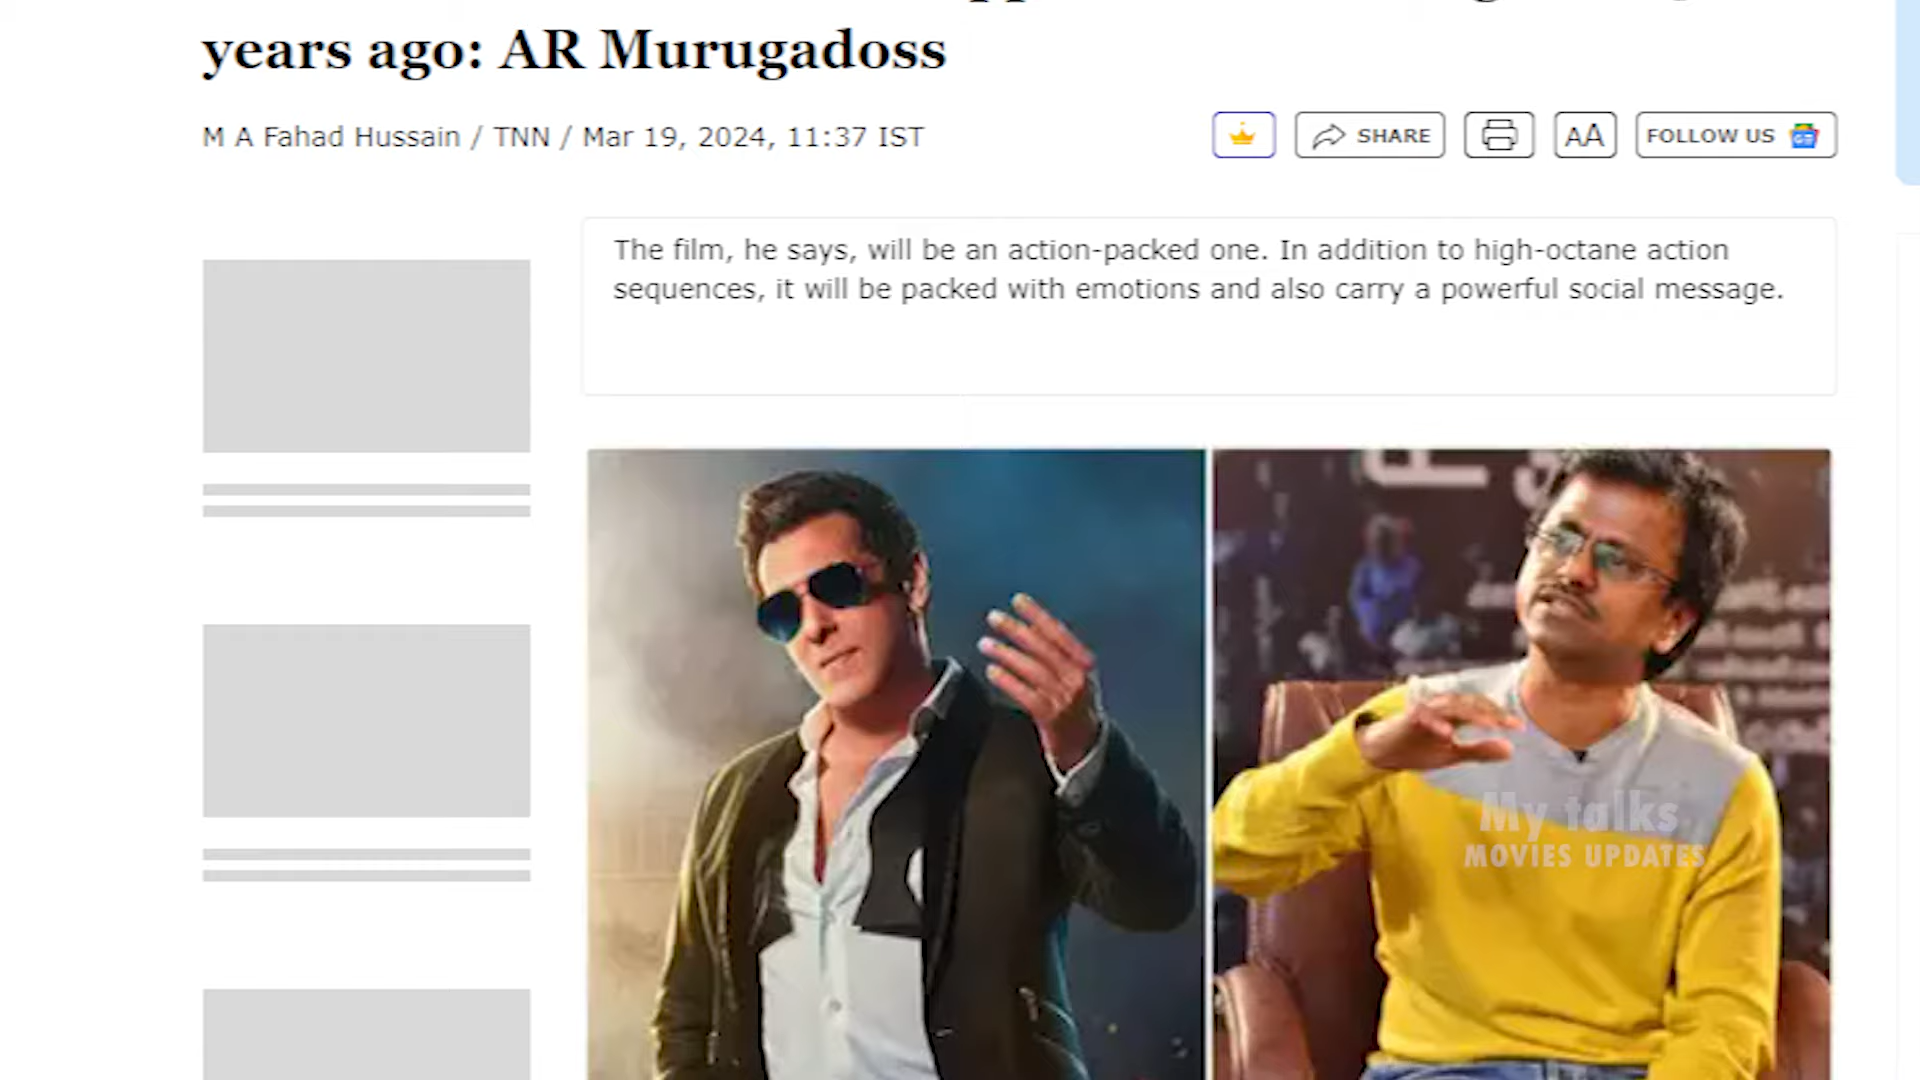 years ago: AR Murugadoss
M A Fahad Hussain / TNN / Mar 19, 2024, 11:37 IST
SHARE
AA
FOLLOW US
The film, he says, will be an action-packed one. In addition to high-octane action
sequences, it will be packed with emotions and also carry a powerful social message.
My talks
MOVIES UPDATES